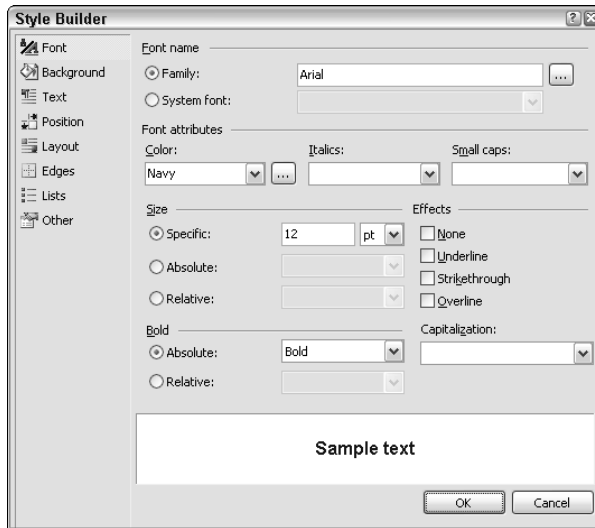 Style Builder
Font
Background
Text
Position
Layout
Edges
Lists
Other
Font name
Family:
Arial
...
System font:
Font attributes
Color:
Italics:
Small caps:
Navy
...
Size
Specific:
12
pt
Absolute:
Relative:
Effects
None
Underline
Strikethrough
Overline
Bold
Absolute:
Bold
Relative:
Capitalization:
Sample text
OK
Cancel